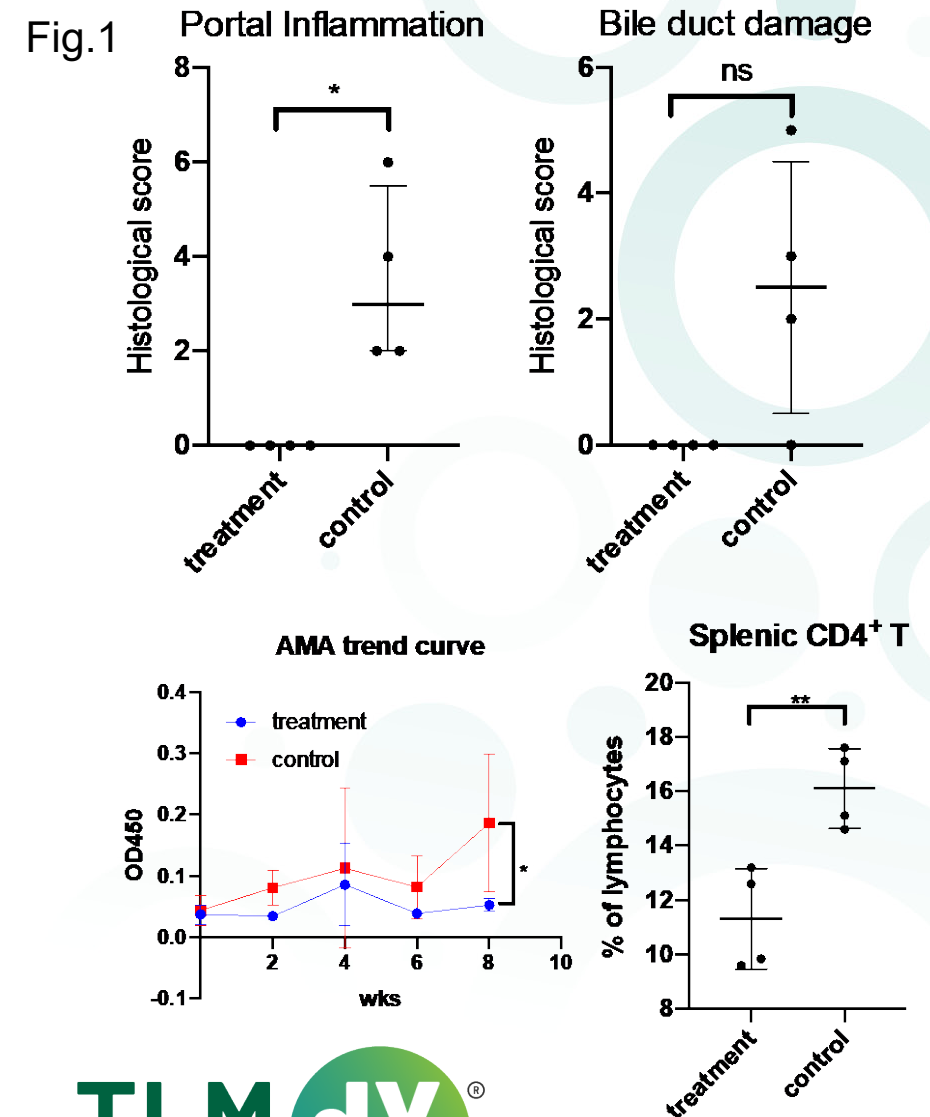 Fig.1
Portal Inflammation
Histological score
8
6
4
2
0
*
treatment
control
Bile duct damage
Histological score
6
4
2
0
ns
treatment
control
AMA trend curve
OD450
0.4
0.3
0.2
0.1
0.0
-0.1
treatment
control
*
2 4 6 8 10
wks
Splenic CD4⁺ T
% of lymphocytes
20
18
16
14
12
10
8
**
treatment
control
TLM dX ®